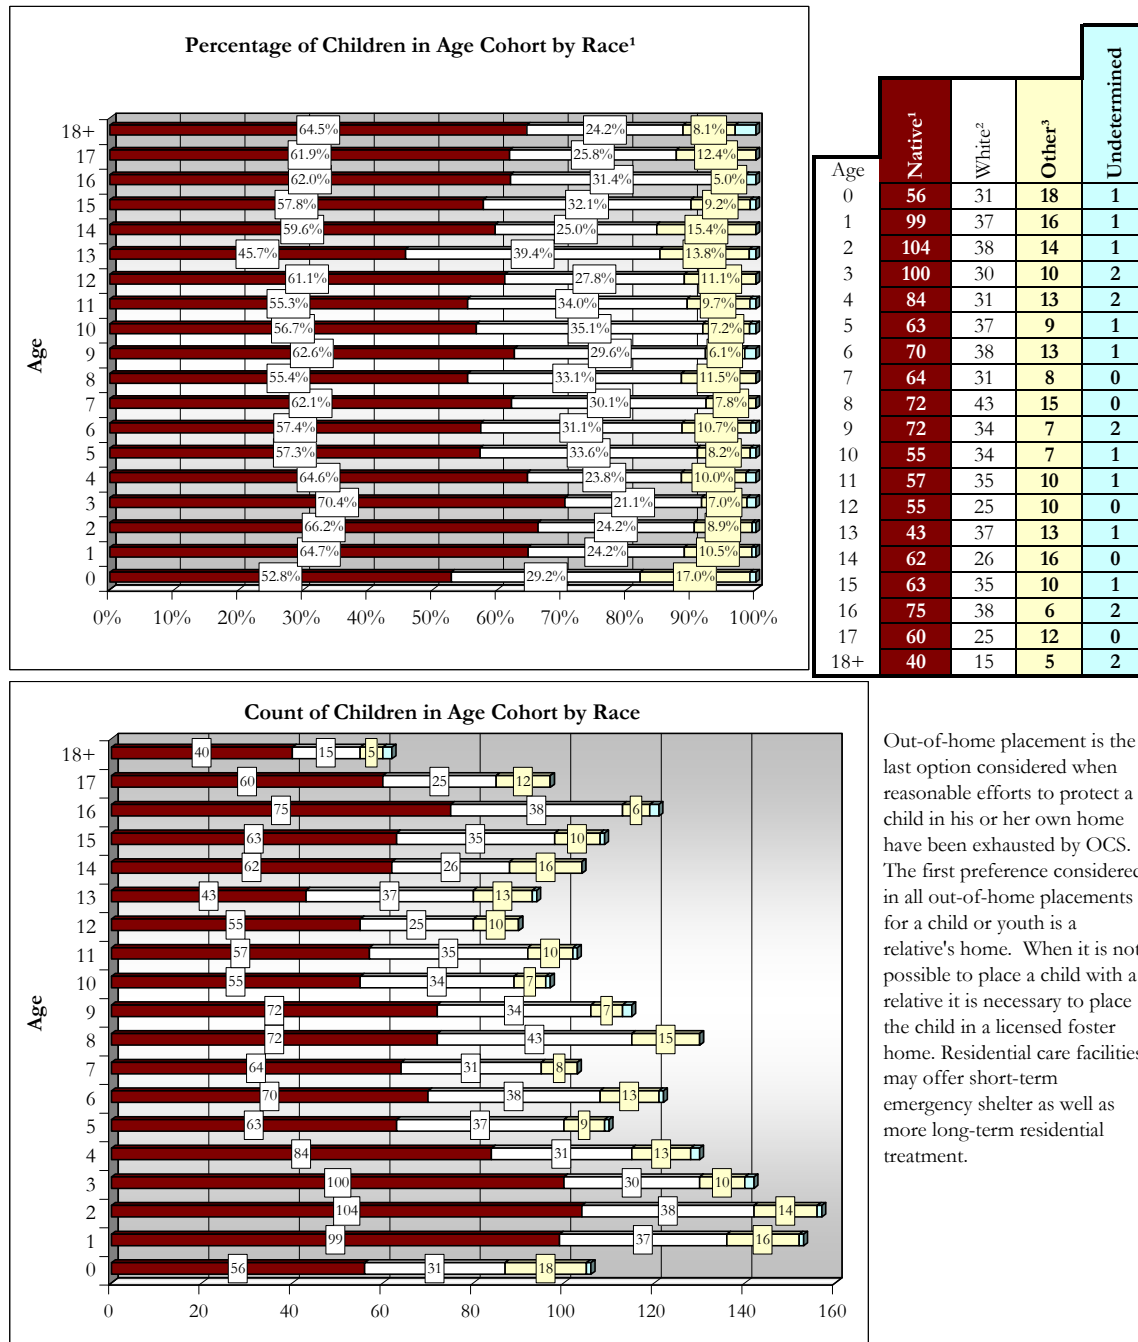 Percentage of Children in Age Cohort by Race¹
Age
18+ 64.5% 24.2% 8.1%
17 61.9% 25.8% 12.4%
16 62.0% 31.4% 5.0%
15 57.8% 32.1% 9.2%
14 59.6% 25.0% 15.4%
13 45.7% 39.4% 13.8%
12 61.1% 27.8% 11.1%
11 55.3% 34.0% 9.7%
10 56.7% 35.1% 7.2%
9 62.6% 29.6% 6.1%
8 55.4% 33.1% 11.5%
7 62.1% 30.1% 7.8%
6 57.4% 31.1% 10.7%
5 57.3% 33.6% 8.2%
4 64.6% 23.8% 10.0%
3 70.4% 21.1% 7.0%
2 66.2% 24.2% 8.9%
1 64.7% 24.2% 10.5%
0 52.8% 29.2% 17.0%
0% 10% 20% 30% 40% 50% 60% 70% 80% 90% 100%
Age Native¹ White² Other³ Undetermined
0 56 31 18 1
1 99 37 16 1
2 104 38 14 1
3 100 30 10 2
4 84 31 13 2
5 63 37 9 1
6 70 38 13 1
7 64 31 8 0
8 72 43 15 0
9 72 34 7 2
10 55 34 7 1
11 57 35 10 1
12 55 25 10 0
13 43 37 13 1
14 62 26 16 0
15 63 35 10 1
16 75 38 6 2
17 60 25 12 0
18+ 40 15 5 2
Count of Children in Age Cohort by Race
Age
18+ 40 15 5
17 60 25 12
16 75 38 6
15 63 35 10
14 62 26 16
13 43 37 13
12 55 25 10
11 57 35 10
10 55 34 7
9 72 34 7
8 72 43 15
7 64 31 8
6 70 38 13
5 63 37 9
4 84 31 13
3 100 30 10
2 104 38 14
1 99 37 16
0 56 31 18
0 20 40 60 80 100 120 140 160
Out-of-home placement is the
last option considered when
reasonable efforts to protect a
child in his or her own home
have been exhausted by OCS.
The first preference considered
in all out-of-home placements
for a child or youth is a
relative's home. When it is not
possible to place a child with a
relative it is necessary to place
the child in a licensed foster
home. Residential care facilities
may offer short-term
emergency shelter as well as
more long-term residential
treatment.